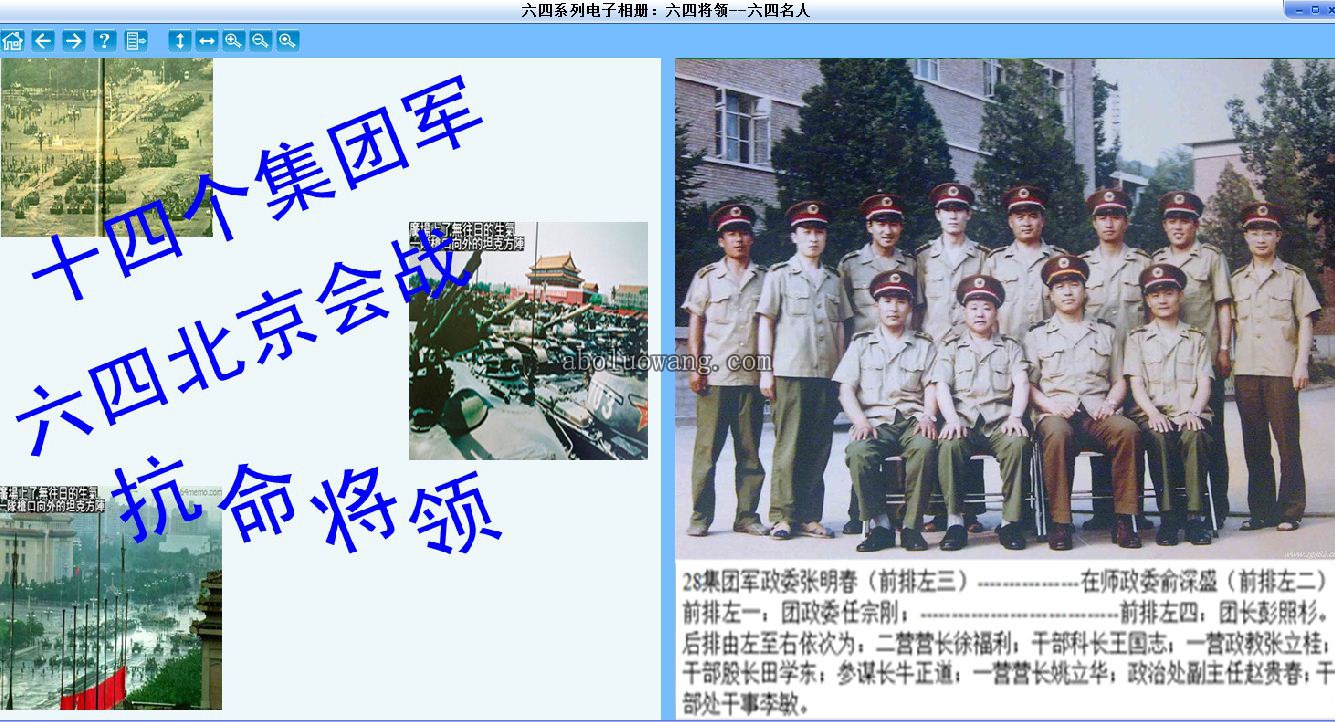 六四系列电子相册：六四将领--六四名人
十四个集团军
六四北京会战
抗命将领
廣場上了無往日的生氣
一隊檣口向外的坦克方陣
64memo.com
廣場上了無往日的生氣
一隊檣口向外的坦克方陣
aboluowang.com
28集团军政委张明春（前排左三）----------------在师政委俞深盛（前排左二）
前排左一：团政委任宗刚；--------------------------------前排左四：团长彭照杉。
后排由左至右依次为：二营营长徐福利；干部科长王国志；一营政教张立桂；
干部股长田学东；参谋长牛正道；一营营长姚立华；政治处副主任赵贵春；干
部处干事李敏。